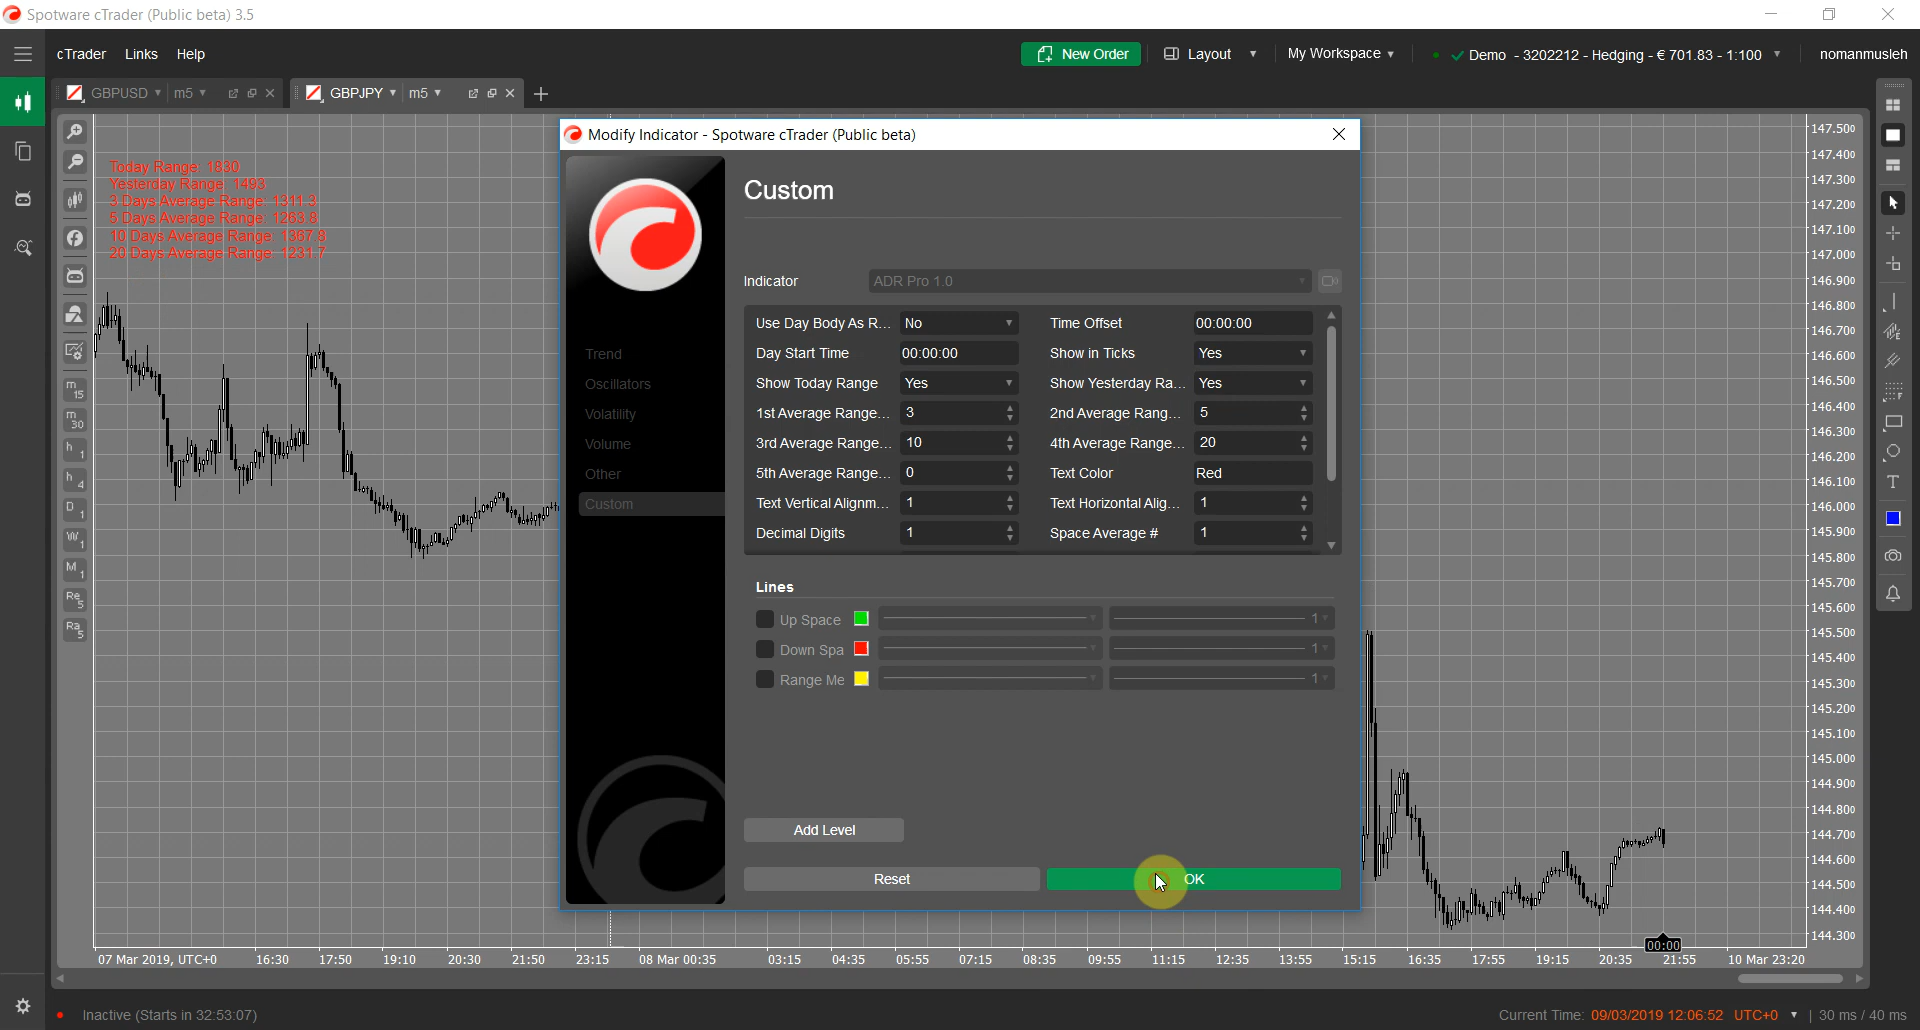 Spotware cTrader (Public beta) 3.5
cTrader Links Help
New Order
Layout
My Workspace
Demo - 3202212 - Hedging - € 701.83 - 1:100
nomanmusleh
GBPUSD m5
GBPJPY m5
Today Range: 1830
Yesterday Range: 1493
3 Days Average Range: 1311.3
5 Days Average Range: 1263.8
10 Days Average Range: 1367.8
20 Days Average Range: 1231.7
m 15
m 30
h 1
h 4
D 1
W 1
M 1
Re 5
Ra 5
Modify Indicator - Spotware cTrader (Public beta)
Trend
Oscillators
Volatility
Volume
Other
Custom
Custom
Indicator ADR Pro 1.0
Use Day Body As R... No Time Offset 00:00:00
Day Start Time 00:00:00 Show in Ticks Yes
Show Today Range Yes Show Yesterday Ra... Yes
1st Average Range... 3 2nd Average Rang... 5
3rd Average Range... 10 4th Average Range... 20
5th Average Range... 0 Text Color Red
Text Vertical Alignm... 1 Text Horizontal Alig... 1
Decimal Digits 1 Space Average # 1
Lines
Up Space 1
Down Spa 1
Range Me 1
Add Level
Reset
OK
147.500
147.400
147.300
147.200
147.100
147.000
146.900
146.800
146.700
146.600
146.500
146.400
146.300
146.200
146.100
146.000
145.900
145.800
145.700
145.600
145.500
145.400
145.300
145.200
145.100
145.000
144.900
144.800
144.700
144.600
144.500
144.400
144.300
T
00:00
07 Mar 2019, UTC+0 16:30 17:50 19:10 20:30 21:50 23:15 08 Mar 00:35 03:15 04:35 05:55 07:15 08:35 09:55 11:15 12:35 13:55 15:15 16:35 17:55 19:15 20:35 21:55 10 Mar 23:20
Inactive (Starts in 32:53:07)
Current Time: 09/03/2019 12:06:52 UTC+0 | 30 ms / 40 ms